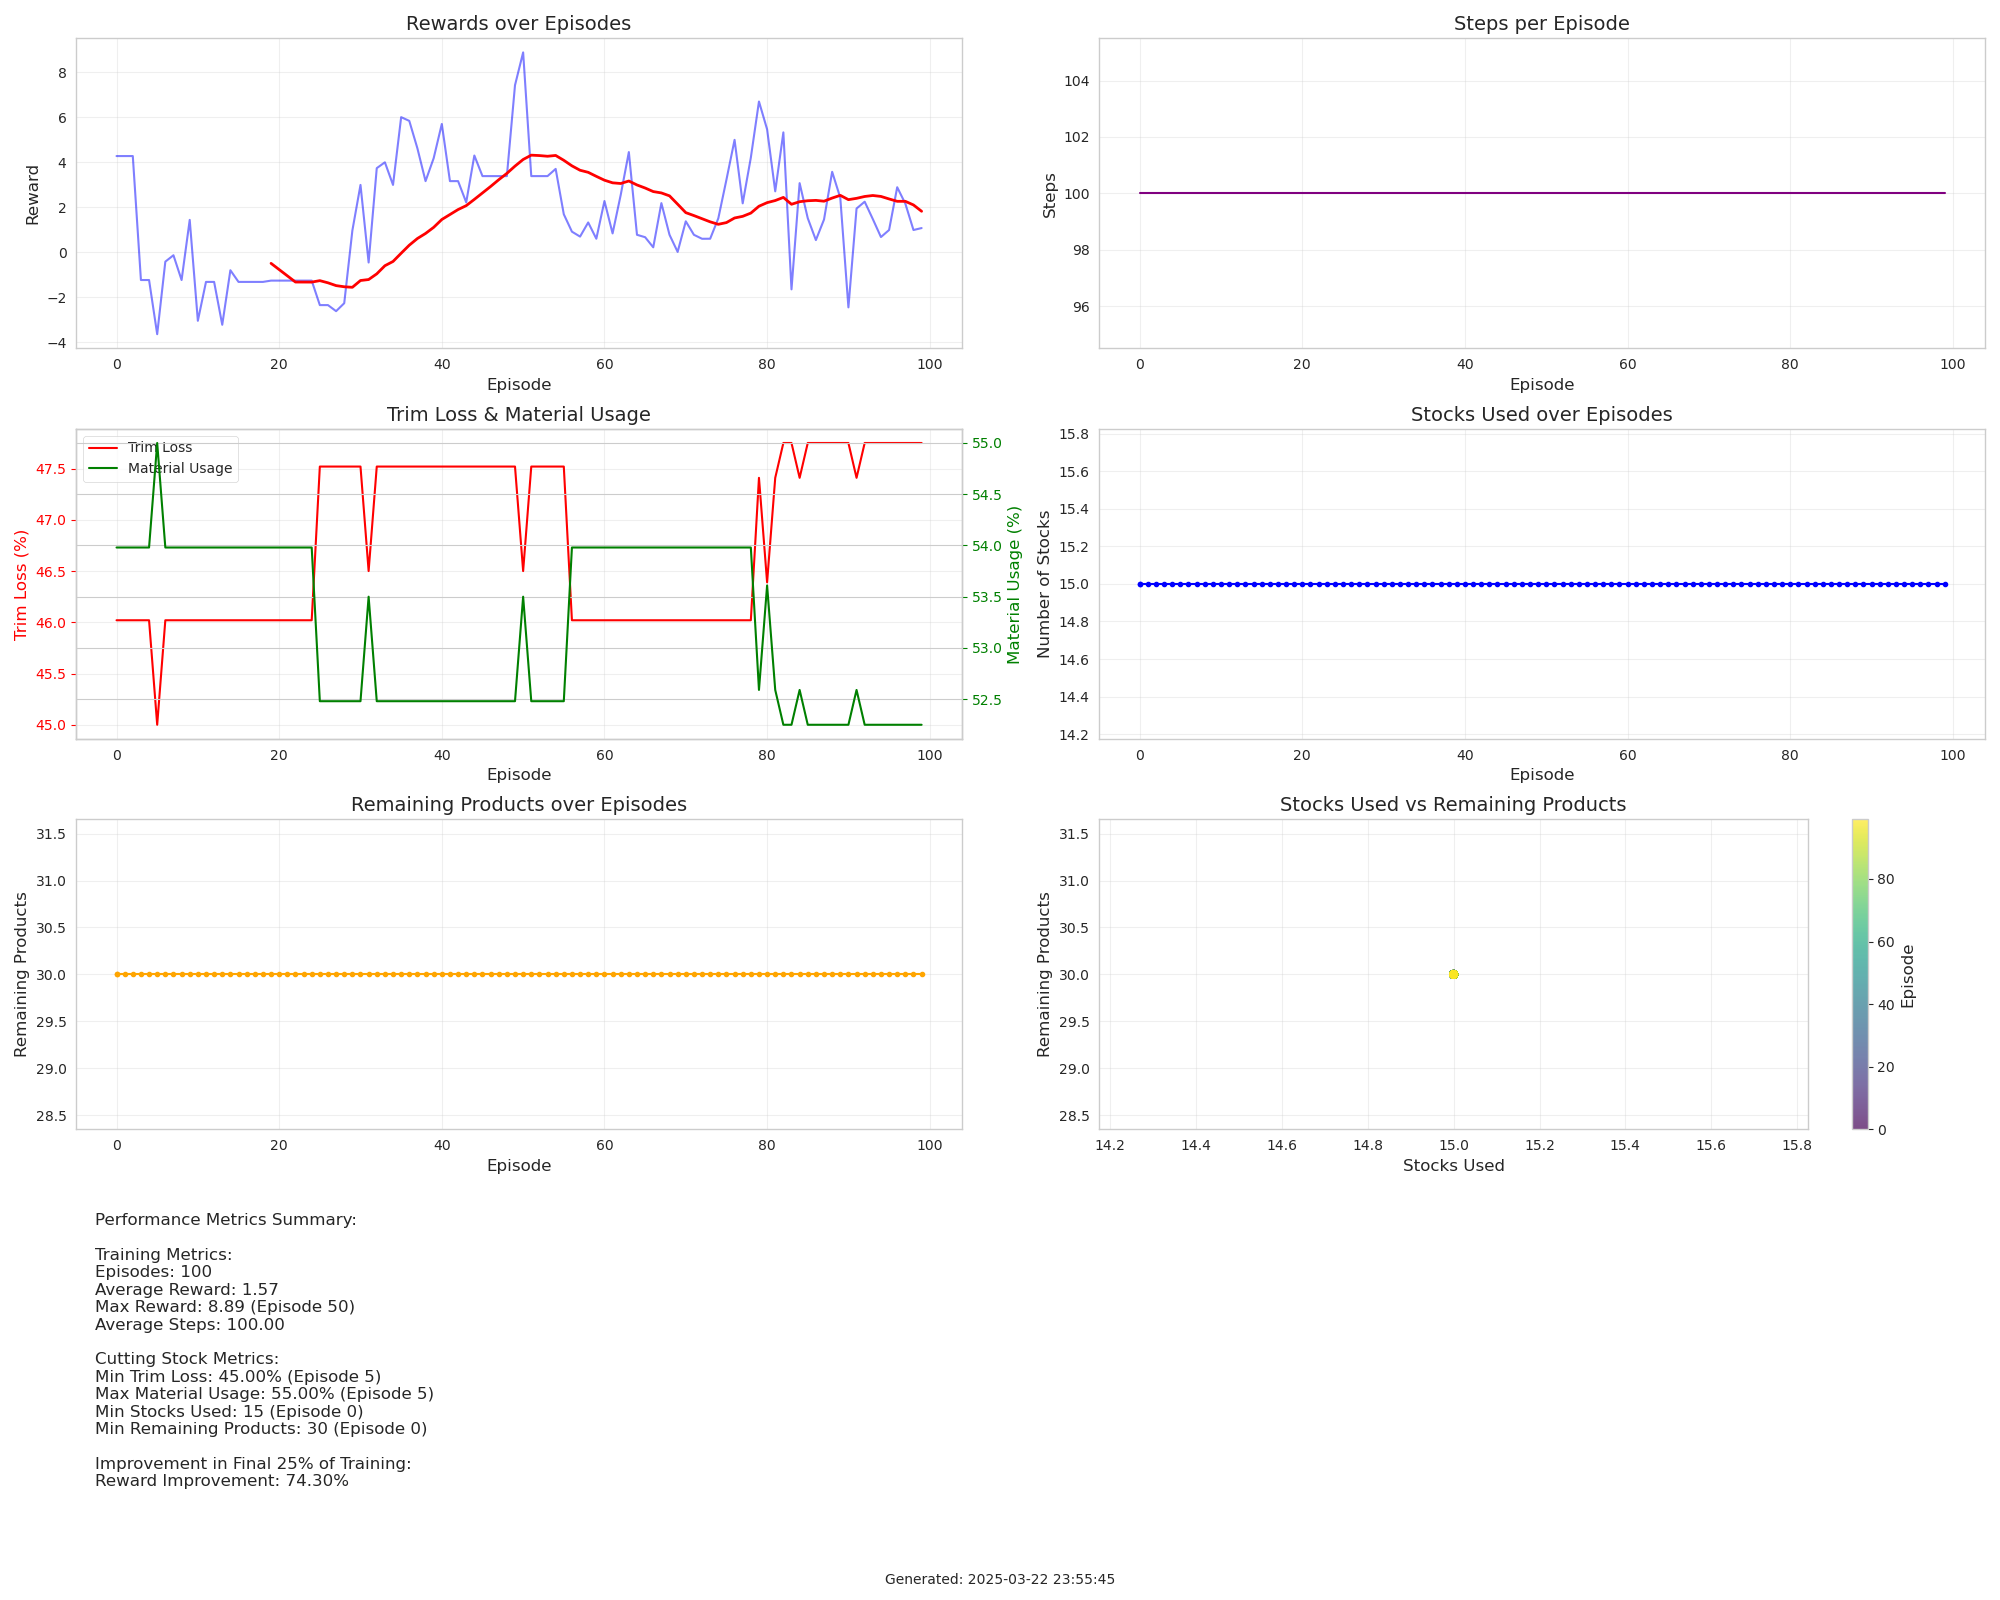 Rewards over Episodes
8
6
4
2
0
−2
−4
Reward
0 20 40 60 80 100
Episode
Steps per Episode
104
102
100
98
96
Steps
0 20 40 60 80 100
Episode
Trim Loss & Material Usage
Trim Loss
Material Usage
47.5
47.0
46.5
46.0
45.5
45.0
Trim Loss (%)
55.0
54.5
54.0
53.5
53.0
52.5
Material Usage (%)
0 20 40 60 80 100
Episode
Stocks Used over Episodes
15.8
15.6
15.4
15.2
15.0
14.8
14.6
14.4
14.2
Number of Stocks
0 20 40 60 80 100
Episode
Remaining Products over Episodes
31.5
31.0
30.5
30.0
29.5
29.0
28.5
Remaining Products
0 20 40 60 80 100
Episode
Stocks Used vs Remaining Products
31.5
31.0
30.5
30.0
29.5
29.0
28.5
Remaining Products
14.2 14.4 14.6 14.8 15.0 15.2 15.4 15.6 15.8
Stocks Used
80
60
40
20
0
Episode
Performance Metrics Summary:
Training Metrics:
Episodes: 100
Average Reward: 1.57
Max Reward: 8.89 (Episode 50)
Average Steps: 100.00
Cutting Stock Metrics:
Min Trim Loss: 45.00% (Episode 5)
Max Material Usage: 55.00% (Episode 5)
Min Stocks Used: 15 (Episode 0)
Min Remaining Products: 30 (Episode 0)
Improvement in Final 25% of Training:
Reward Improvement: 74.30%
Generated: 2025-03-22 23:55:45